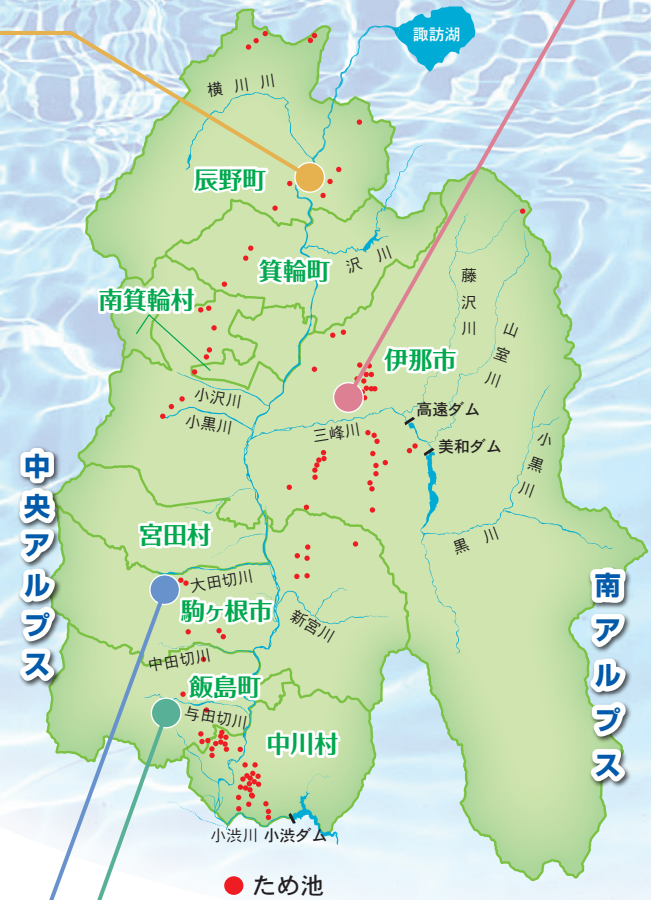 諏訪湖
横川川
辰野町
箕輪町
沢川
南箕輪村
藤沢川
山室川
伊那市
小沢川
小黒川
三峰川
高遠ダム
美和ダム
小黒川
黒川
中央アルプス
宮田村
大田切川
駒ヶ根市
新宮川
南アルプス
中田切川
飯島町
与田切川
中川村
小渋川
小渋ダム
ため池